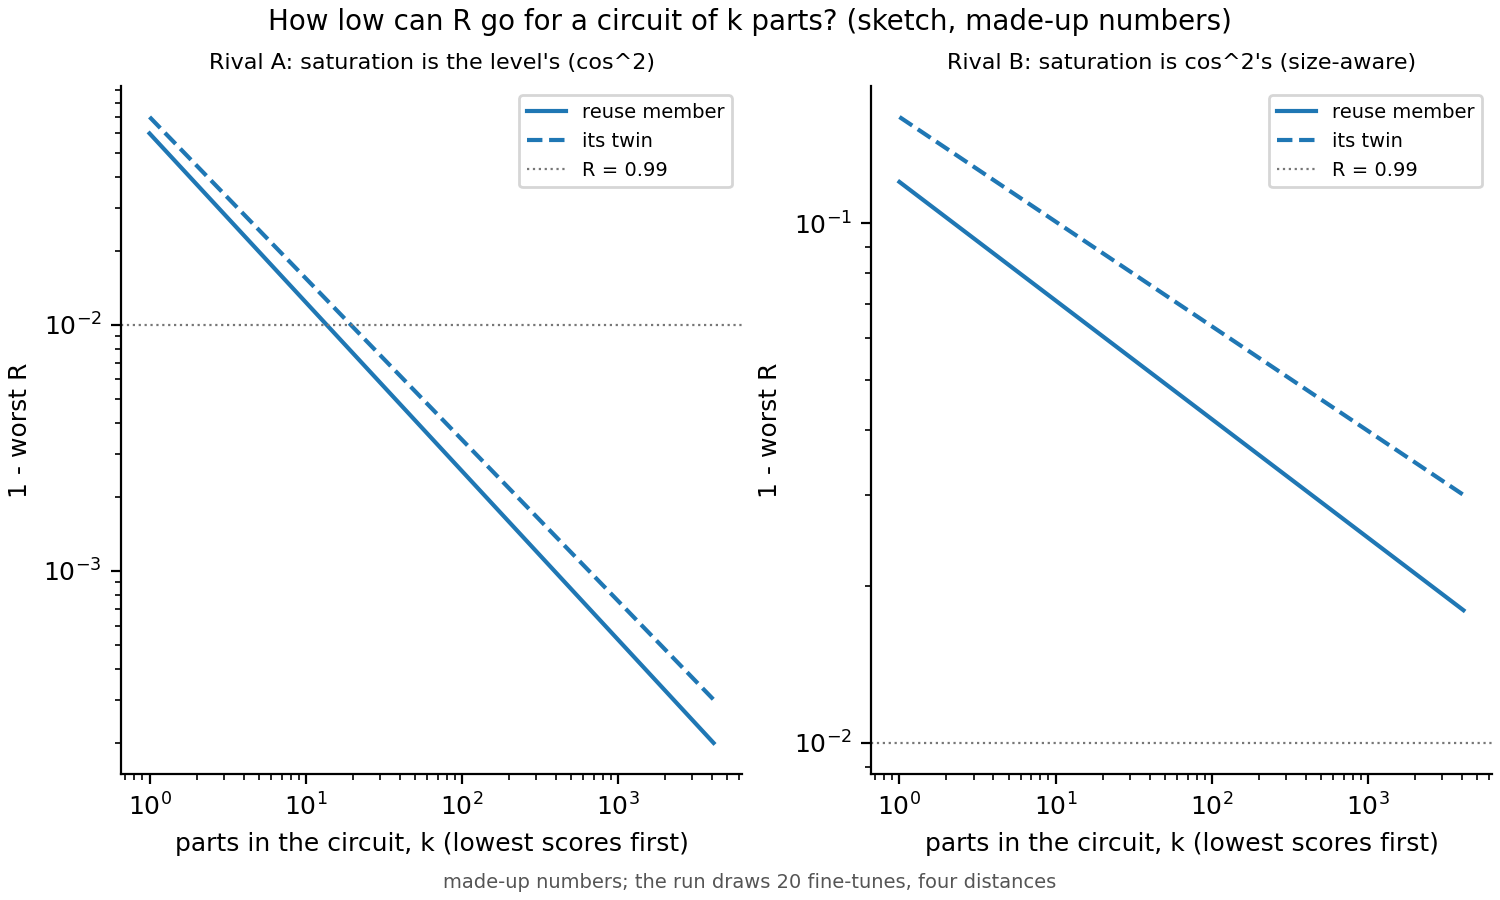 How low can R go for a circuit of k parts? (sketch, made-up numbers)
Rival A: saturation is the level's (cos^2)
reuse member
its twin
R = 0.99
10^{-2}
10^{-3}
1 - worst R
10^0
10^1
10^2
10^3
parts in the circuit, k (lowest scores first)
Rival B: saturation is cos^2's (size-aware)
reuse member
its twin
R = 0.99
10^{-1}
10^{-2}
1 - worst R
10^0
10^1
10^2
10^3
parts in the circuit, k (lowest scores first)
made-up numbers; the run draws 20 fine-tunes, four distances